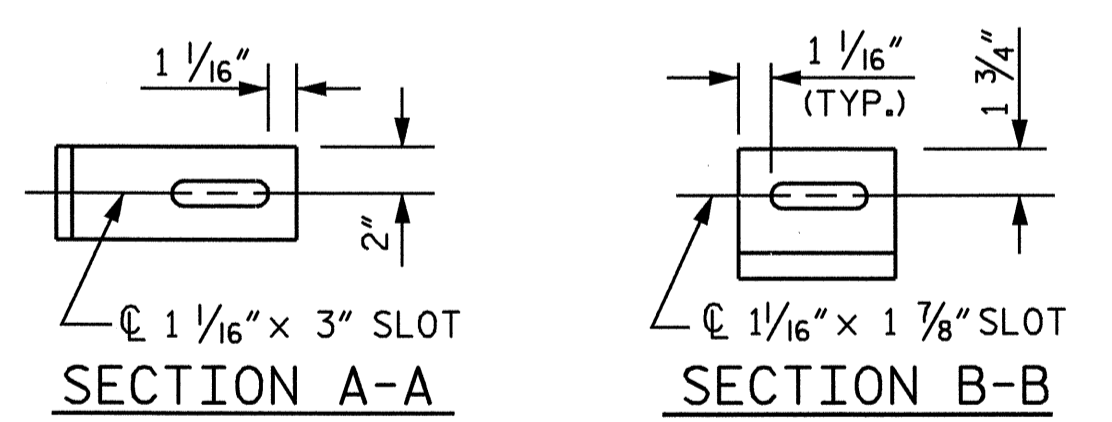 1 1/16"
2"
℄ 1 1/16" × 3" SLOT
SECTION A-A
1 1/16"
(TYP.)
1 3/4"
℄ 1 1/16" × 1 7/8" SLOT
SECTION B-B